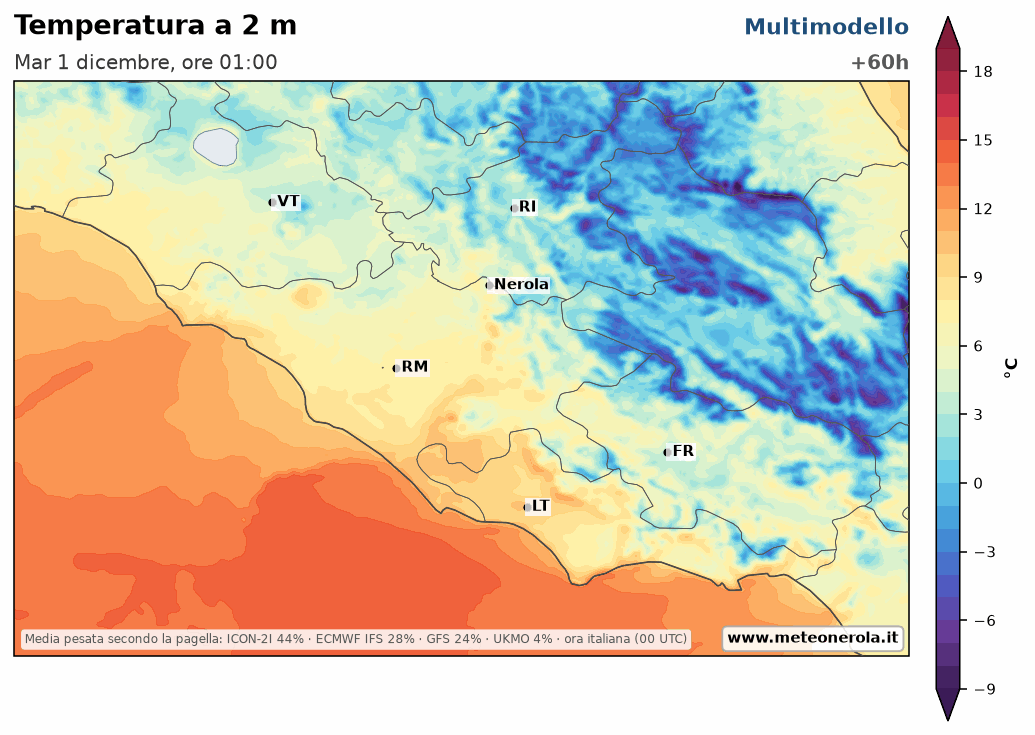 Temperatura a 2 m
Multimodello
Mar 1 dicembre, ore 01:00
+60h
18
15
12
9
6
3
0
−3
−6
−9
°C
VT
RI
Nerola
RM
FR
LT
Media pesata secondo la pagella: ICON-2I 44% · ECMWF IFS 28% · GFS 24% · UKMO 4% · ora italiana (00 UTC)
www.meteonerola.it